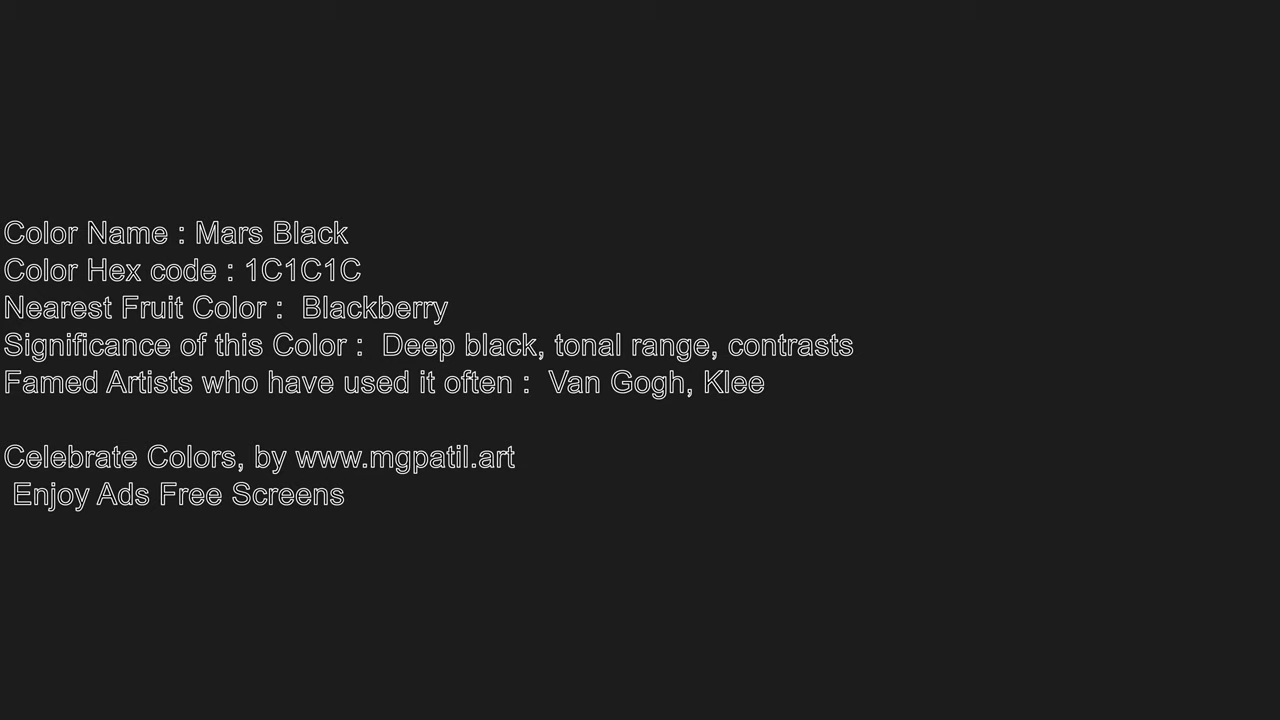 Color Name : Mars Black
Color Hex code : 1C1C1C
Nearest Fruit Color :  Blackberry
Significance of this Color :  Deep black, tonal range, contrasts
Famed Artists who have used it often :  Van Gogh, Klee
Celebrate Colors, by www.mgpatil.art
Enjoy Ads Free Screens